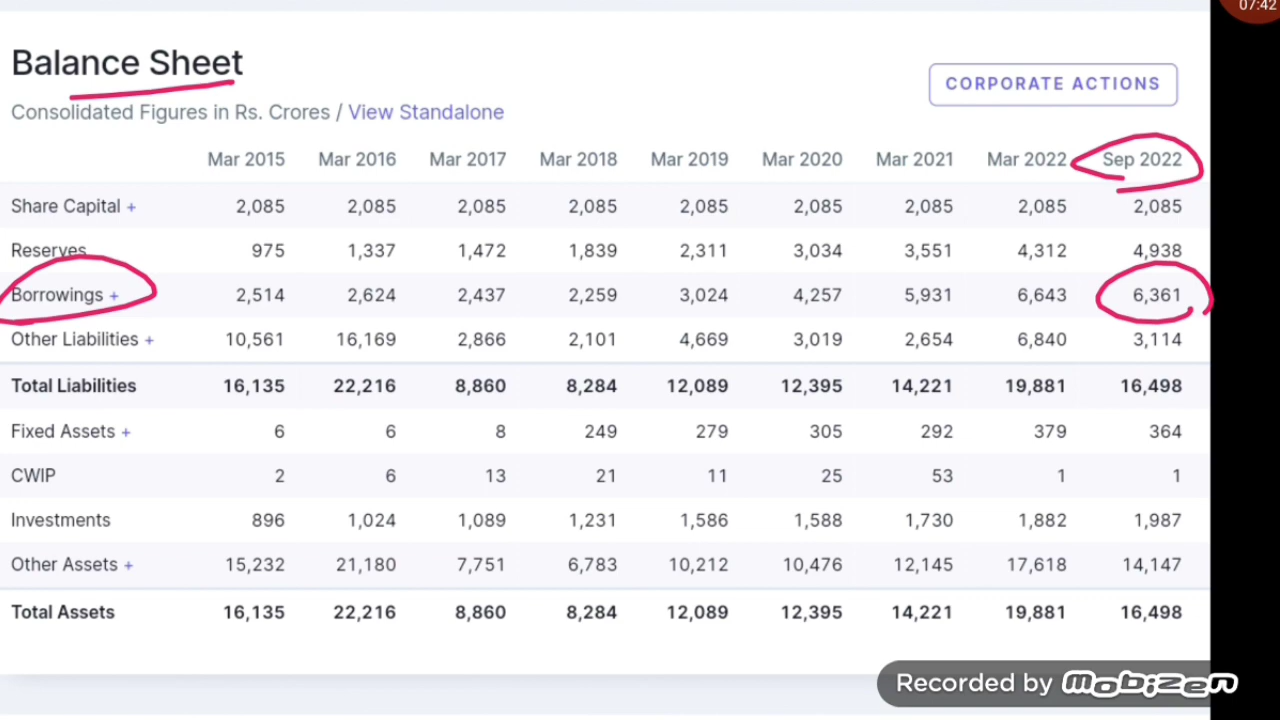 07:42
Balance Sheet
CORPORATE ACTIONS
Consolidated Figures in Rs. Crores / View Standalone
Mar 2015 Mar 2016 Mar 2017 Mar 2018 Mar 2019 Mar 2020 Mar 2021 Mar 2022 Sep 2022
Share Capital + 2,085 2,085 2,085 2,085 2,085 2,085 2,085 2,085 2,085
Reserves 975 1,337 1,472 1,839 2,311 3,034 3,551 4,312 4,938
Borrowings + 2,514 2,624 2,437 2,259 3,024 4,257 5,931 6,643 6,361
Other Liabilities + 10,561 16,169 2,866 2,101 4,669 3,019 2,654 6,840 3,114
Total Liabilities 16,135 22,216 8,860 8,284 12,089 12,395 14,221 19,881 16,498
Fixed Assets + 6 6 8 249 279 305 292 379 364
CWIP 2 6 13 21 11 25 53 1 1
Investments 896 1,024 1,089 1,231 1,586 1,588 1,730 1,882 1,987
Other Assets + 15,232 21,180 7,751 6,783 10,212 10,476 12,145 17,618 14,147
Total Assets 16,135 22,216 8,860 8,284 12,089 12,395 14,221 19,881 16,498
Recorded by mobizen